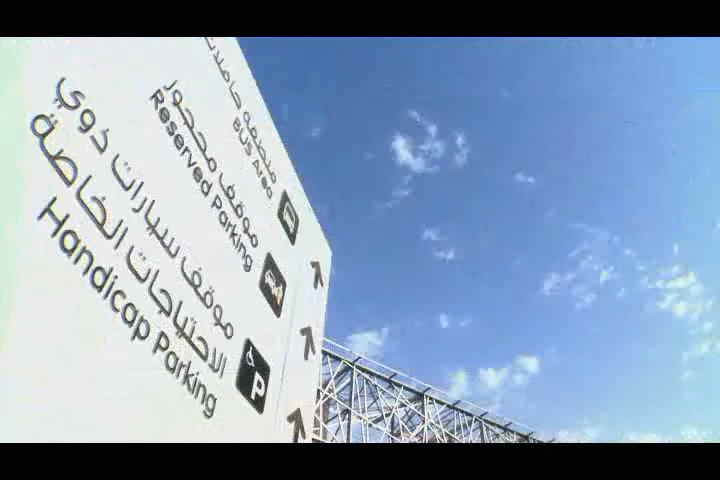 منطقة حافلات
BUS Area
موقف محجوز
Reserved Parking
موقف سيارات ذوي
الاحتياجات الخاصة
Handicap Parking
P